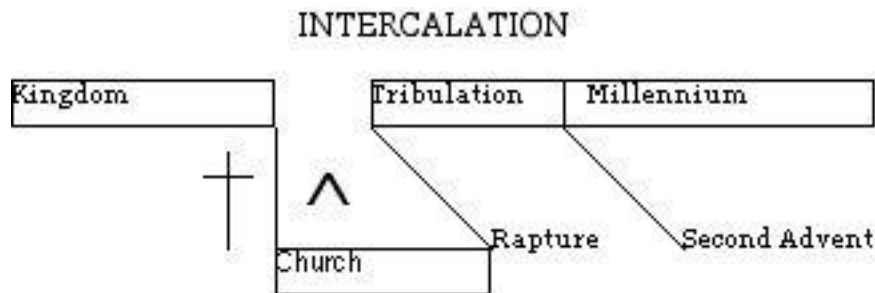 INTERCALATION
Kingdom Tribulation Millennium
^
Rapture Second Advent
Church